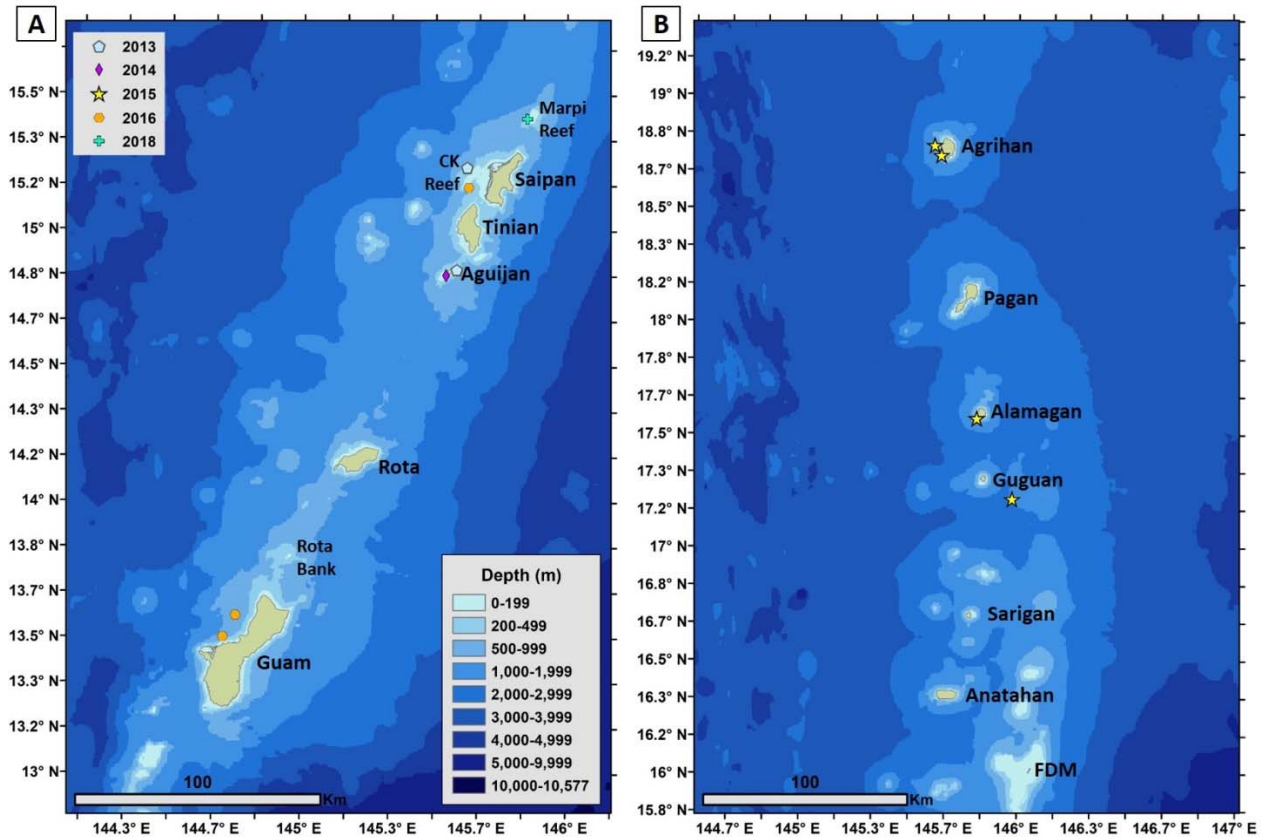 A
2013
2014
2015
2016
2018
15.5° N
15.3° N
15.2° N
15° N
14.8° N
14.7° N
14.5° N
14.3° N
14.2° N
14° N
13.8° N
13.7° N
13.5° N
13.3° N
13.2° N
13° N
Marpi
Reef
CK
Reef
Saipan
Tinian
Aguijan
Rota
Rota
Bank
Guam
Depth (m)
0-199
200-499
500-999
1,000-1,999
2,000-2,999
3,000-3,999
4,000-4,999
5,000-9,999
10,000-10,577
100
Km
144.3° E
144.7° E
145° E
145.3° E
145.7° E
146° E
B
19.2° N
19° N
18.8° N
18.7° N
18.5° N
18.3° N
18.2° N
18° N
17.8° N
17.7° N
17.5° N
17.3° N
17.2° N
17° N
16.8° N
16.7° N
16.5° N
16.3° N
16.2° N
16° N
15.8° N
Agrihan
Pagan
Alamagan
Guguan
Sarigan
Anatahan
FDM
100
Km
144.7° E
145° E
145.3° E
145.7° E
146° E
146.3° E
146.7° E
147° E